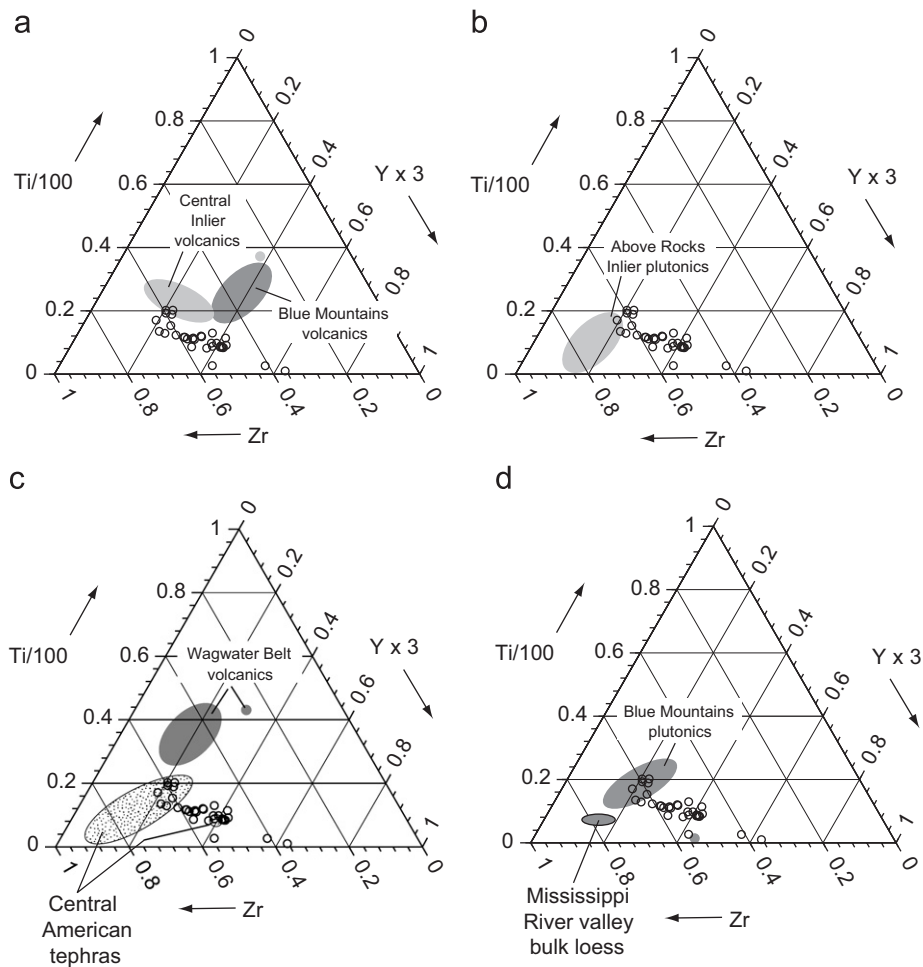 a
0
1
0.2
0.8
0.4
Ti/100
Y x 3
0.6
0.6
Central
Inlier
volcanics
0.4
0.8
0.2
Blue Mountains
volcanics
1
0
0
1
0.8
0.6
0.4
0.2
Zr
b
0
1
0.2
0.8
0.4
Ti/100
Y x 3
0.6
0.6
Above Rocks
Inlier plutonics
0.4
0.8
0.2
1
0
0
1
0.8
0.6
0.4
0.2
Zr
c
0
1
0.2
0.8
0.4
Ti/100
Y x 3
0.6
0.6
Wagwater Belt
volcanics
0.4
0.8
0.2
1
0
0
1
0.8
0.6
0.4
0.2
Zr
Central
American
tephras
d
0
1
0.2
0.8
0.4
Ti/100
Y x 3
0.6
0.6
Blue Mountains
plutonics
0.4
0.8
0.2
1
0
0
1
0.8
0.6
0.4
0.2
Zr
Mississippi
River valley
bulk loess